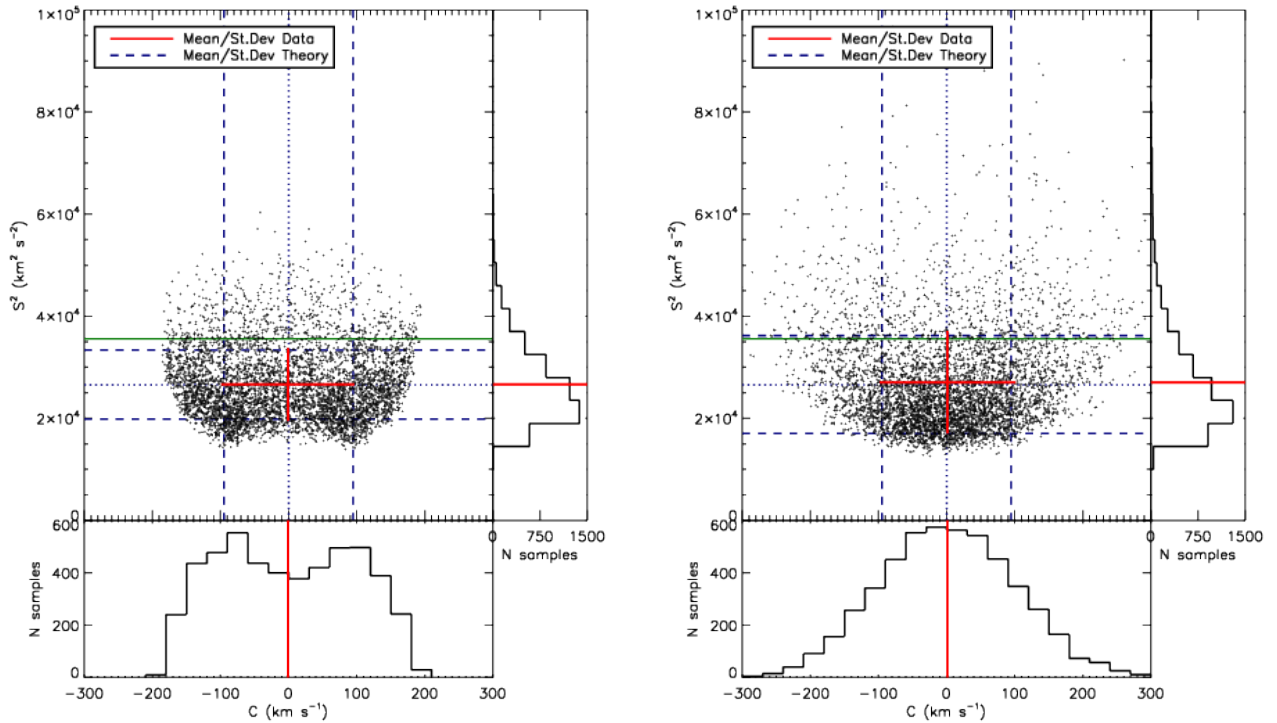 1×10⁵
Mean/St.Dev Data
Mean/St.Dev Theory
8×10⁴
6×10⁴
S² (km² s⁻²)
4×10⁴
2×10⁴
0
0 750 1500
N samples
600
400
200
0
N samples
−300 −200 −100 0 100 200 300
C (km s⁻¹)
1×10⁵
Mean/St.Dev Data
Mean/St.Dev Theory
8×10⁴
6×10⁴
S² (km² s⁻²)
4×10⁴
2×10⁴
0
0 750 1500
N samples
600
400
200
0
N samples
−300 −200 −100 0 100 200 300
C (km s⁻¹)